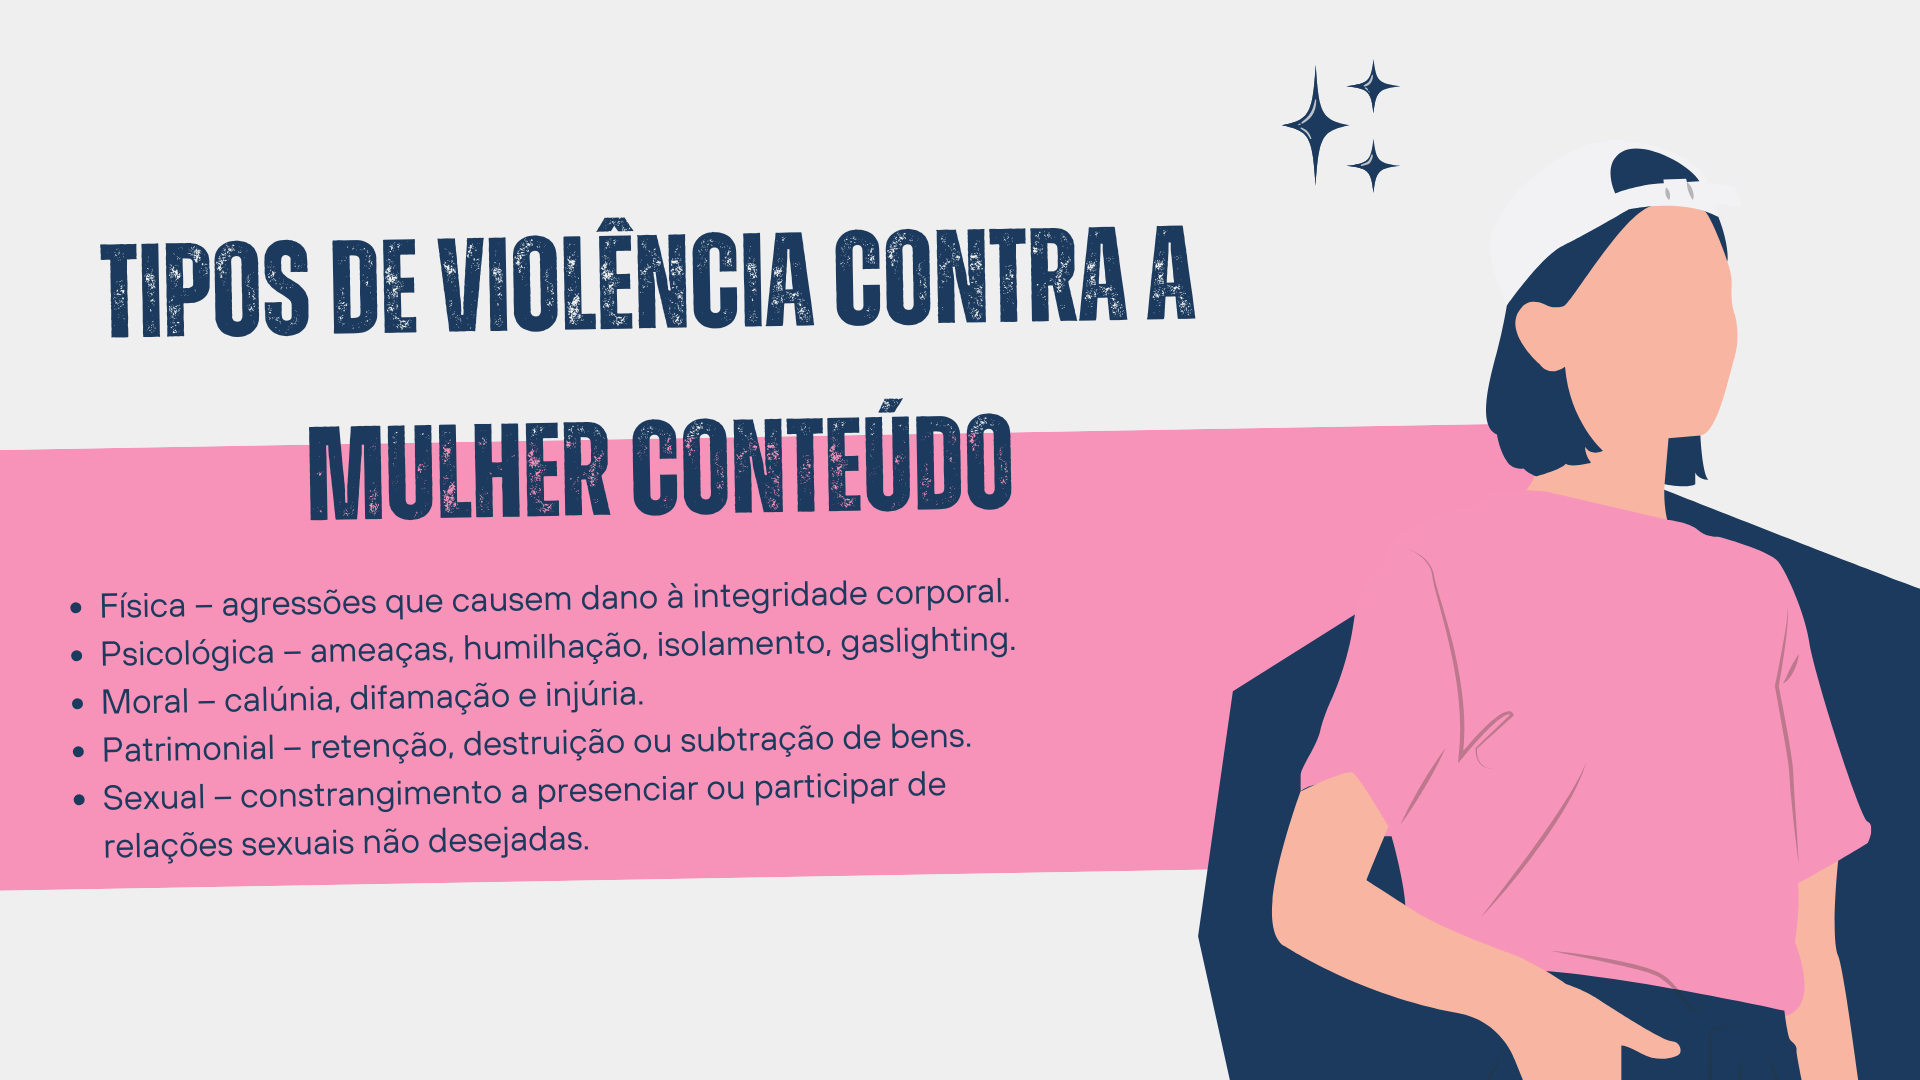 TIPOS DE VIOLÊNCIA CONTRA A
MULHER CONTEÚDO
• Física – agressões que causem dano à integridade corporal.
• Psicológica – ameaças, humilhação, isolamento, gaslighting.
• Moral – calúnia, difamação e injúria.
• Patrimonial – retenção, destruição ou subtração de bens.
• Sexual – constrangimento a presenciar ou participar de
relações sexuais não desejadas.